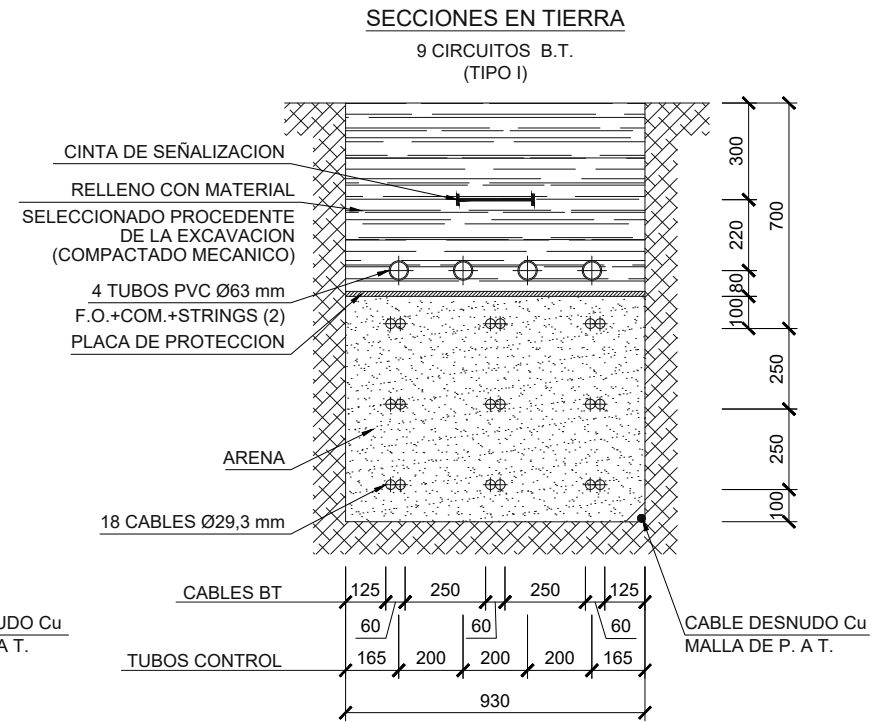 SECCIONES EN TIERRA
9 CIRCUITOS B.T.
(TIPO I)
CINTA DE SEÑALIZACION
RELLENO CON MATERIAL
SELECCIONADO PROCEDENTE
DE LA EXCAVACION
(COMPACTADO MECANICO)
4 TUBOS PVC Ø63 mm
F.O.+COM.+STRINGS (2)
PLACA DE PROTECCION
ARENA
18 CABLES Ø29,3 mm
300
220
80
100
700
250
250
100
CABLES BT
125
250
250
125
60
60
60
TUBOS CONTROL
165
200
200
200
165
930
CABLE DESNUDO Cu
MALLA DE P. A T.
UDO Cu
A T.